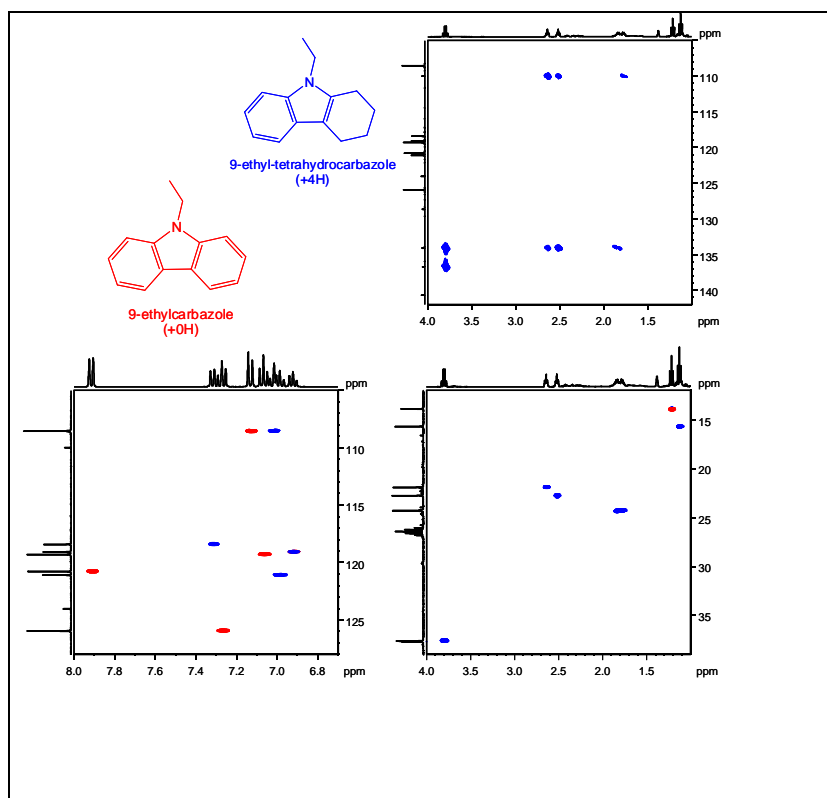 N
9-ethyl-tetrahydrocarbazole
(+4H)
N
9-ethylcarbazole
(+0H)
ppm
110
115
120
125
130
135
140
4.0 3.5 3.0 2.5 2.0 1.5 ppm
ppm
110
120
125
8.0 7.8 7.6 7.4 7.2 7.0 6.8 ppm
ppm
15
20
25
30
35
4.0 3.5 3.0 2.5 2.0 1.5 ppm